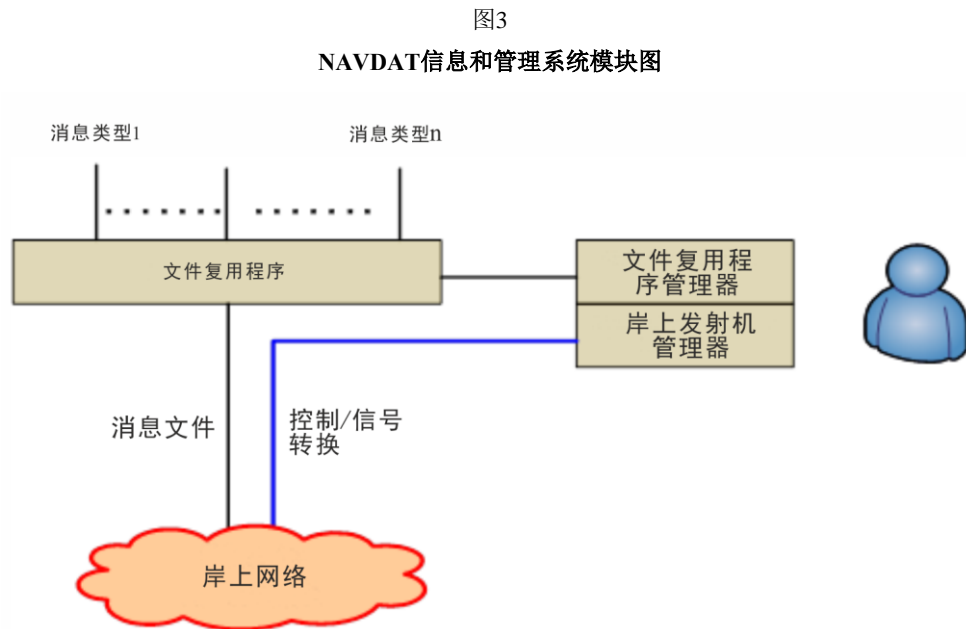 图3
NAVDAT信息和管理系统模块图
消息类型1
消息类型n
文件复用程序
文件复用程
序管理器
岸上发射机
管理器
消息文件
控制/信号
转换
岸上网络